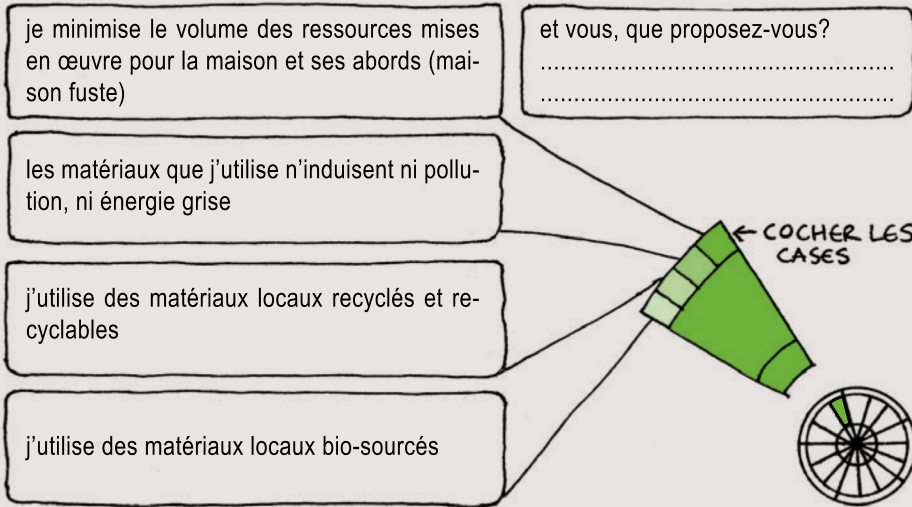 je minimise le volume des ressources mises
en œuvre pour la maison et ses abords (mai-
son fuste)
et vous, que proposez-vous?
......................................................
......................................................
les matériaux que j'utilise n'induisent ni pollu-
tion, ni énergie grise
← COCHER LES
CASES
j'utilise des matériaux locaux recyclés et re-
cyclables
j'utilise des matériaux locaux bio-sourcés